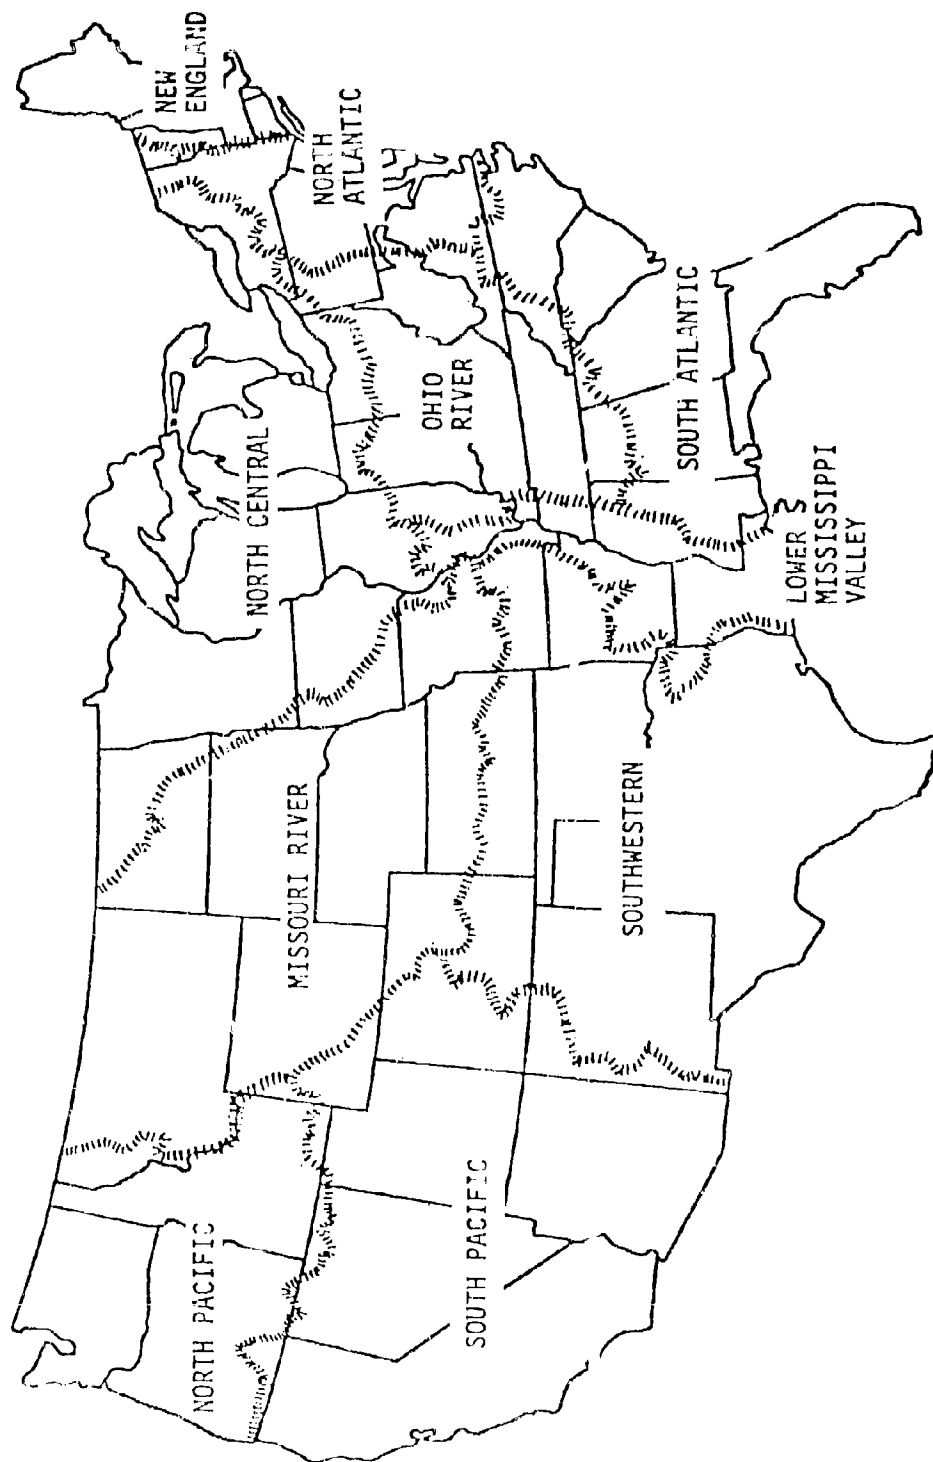 NEW
ENGLAND
NORTH
ATLANTIC
NORTH CENTRAL
OHIO
RIVER
SOUTH ATLANTIC
LOWER
MISSISSIPPI
VALLEY
MISSOURI RIVER
SOUTHWESTERN
NORTH PACIFIC
SOUTH PACIFIC